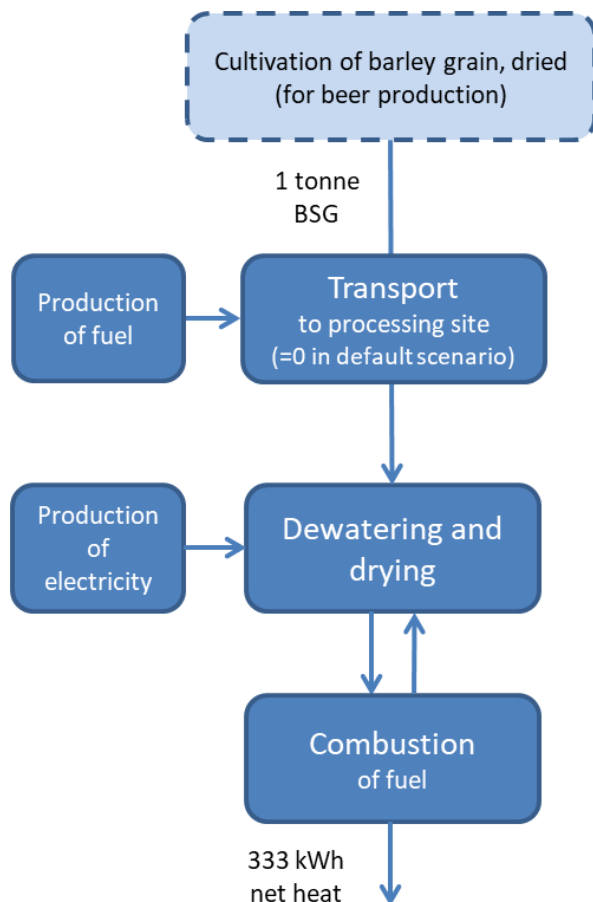 Cultivation of barley grain, dried
(for beer production)
1 tonne
BSG
Production
of fuel
Transport
to processing site
(=0 in default scenario)
Production
of
electricity
Dewatering and
drying
Combustion
of fuel
333 kWh
net heat